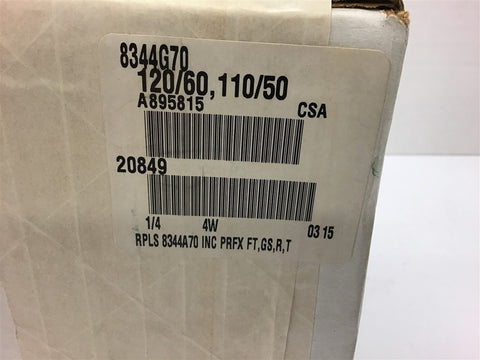 8344G70
120/60,110/50
A895815 CSA
20849
1/4 4W 03 15
RPLS 8344A70 INC PRFX FT,GS,R,T